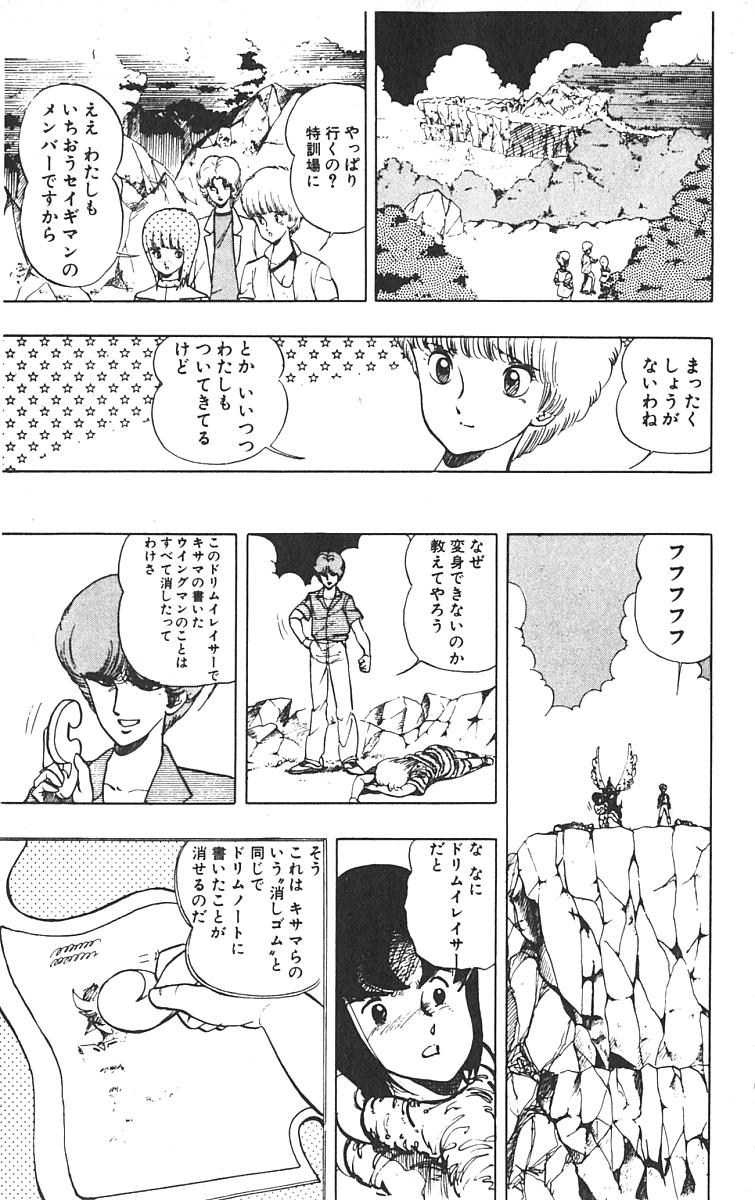 やっぱり
行くの？
特訓場に
ええ わたしも
いちおうセイギマンの
メンバーですから
まったく
しょうが
ないわね
とか いいつつ
わたしも
ついてきてる
けど
フフフフフ
なぜ
変身できないのか
教えてやろう
このドリムイレイサーで
キサマの書いた
ウイングマンのことは
すべて消したって
わけさ
な なに
ドリムイレイサー
だと
そう
これは キサマらの
いう〝消しゴム〟と
同じで
ドリムノートに
書いたことが
消せるのだ